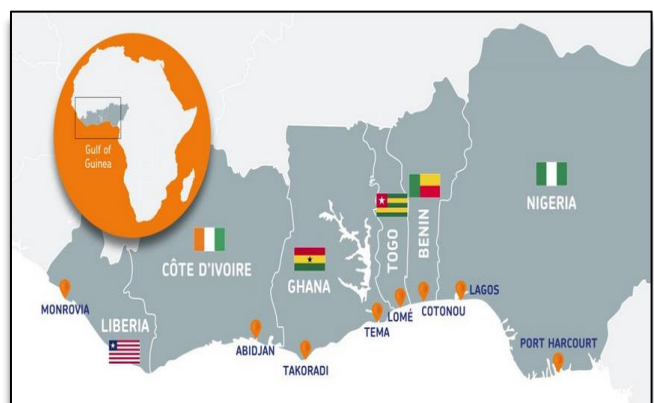 Gulf of
Guinea
NIGERIA
TOGO
BENIN
CÔTE D'IVOIRE
GHANA
LAGOS
COTONOU
LOMÉ
MONROVIA
TEMA
LIBERIA
PORT HARCOURT
ABIDJAN
TAKORADI